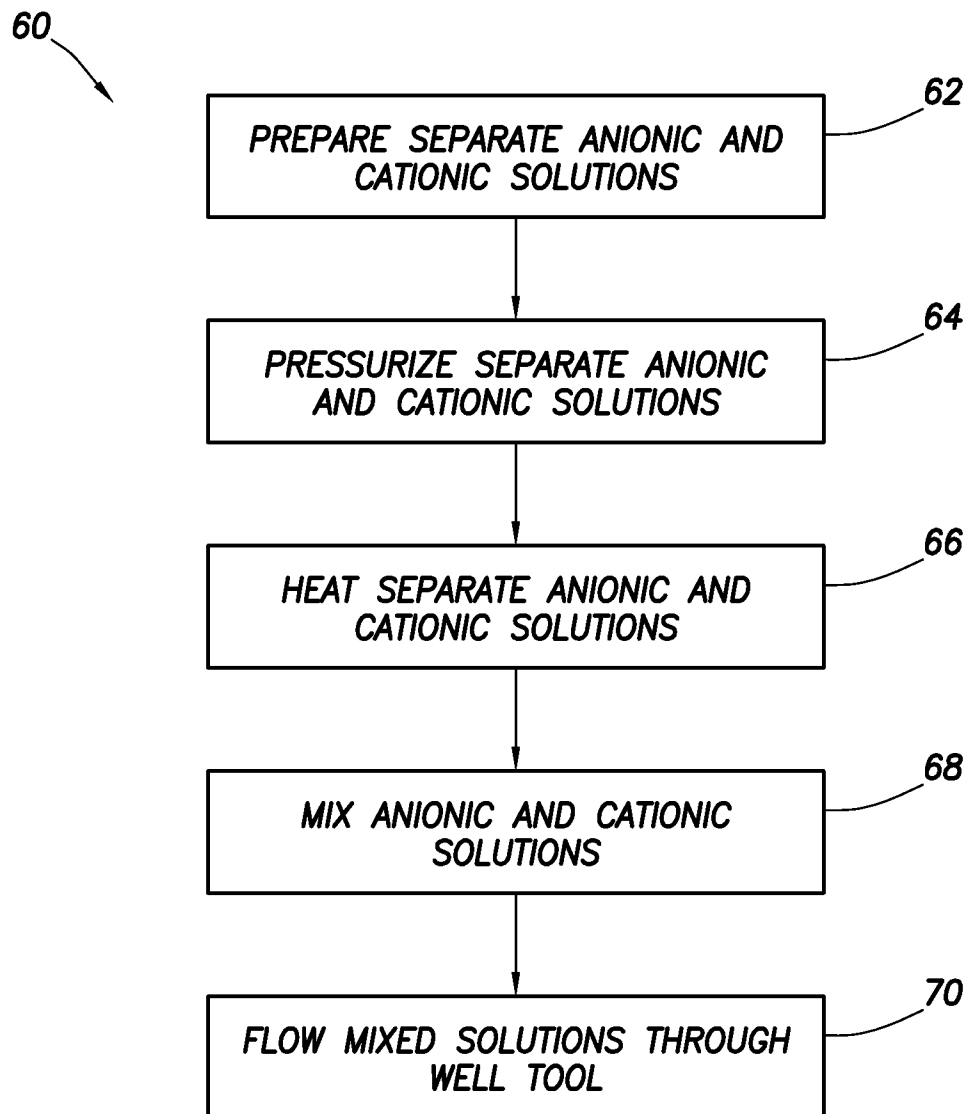 60
62
PREPARE SEPARATE ANIONIC AND
CATIONIC SOLUTIONS
64
PRESSURIZE SEPARATE ANIONIC
AND CATIONIC SOLUTIONS
66
HEAT SEPARATE ANIONIC AND
CATIONIC SOLUTIONS
68
MIX ANIONIC AND CATIONIC
SOLUTIONS
70
FLOW MIXED SOLUTIONS THROUGH
WELL TOOL